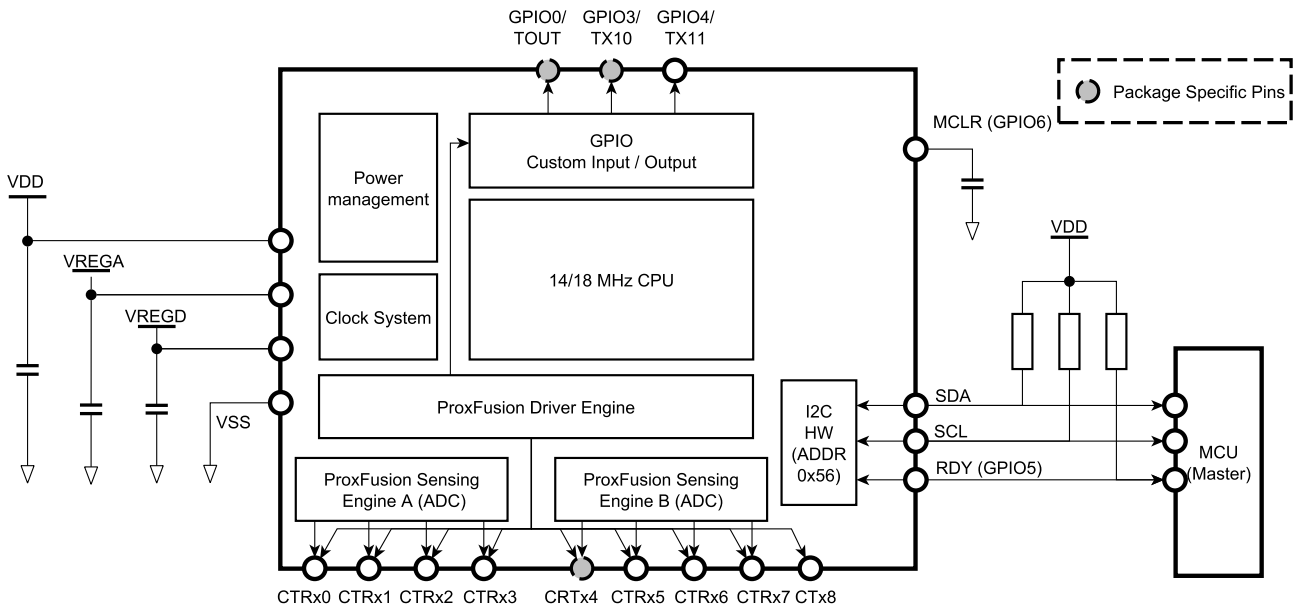 GPIO0/ GPIO3/ GPIO4/
TOUT TX10 TX11
Package Specific Pins
MCLR (GPIO6)
GPIO
Custom Input / Output
Power
management
VDD
VREGA
VREGD
VSS
14/18 MHz CPU
Clock System
VDD
ProxFusion Driver Engine
I2C
HW
(ADDR
0x56)
SDA
SCL
RDY (GPIO5)
MCU
(Master)
ProxFusion Sensing
Engine A (ADC)
ProxFusion Sensing
Engine B (ADC)
CTRx0 CTRx1 CTRx2 CTRx3 CRTx4 CTRx5 CTRx6 CTRx7 CTx8